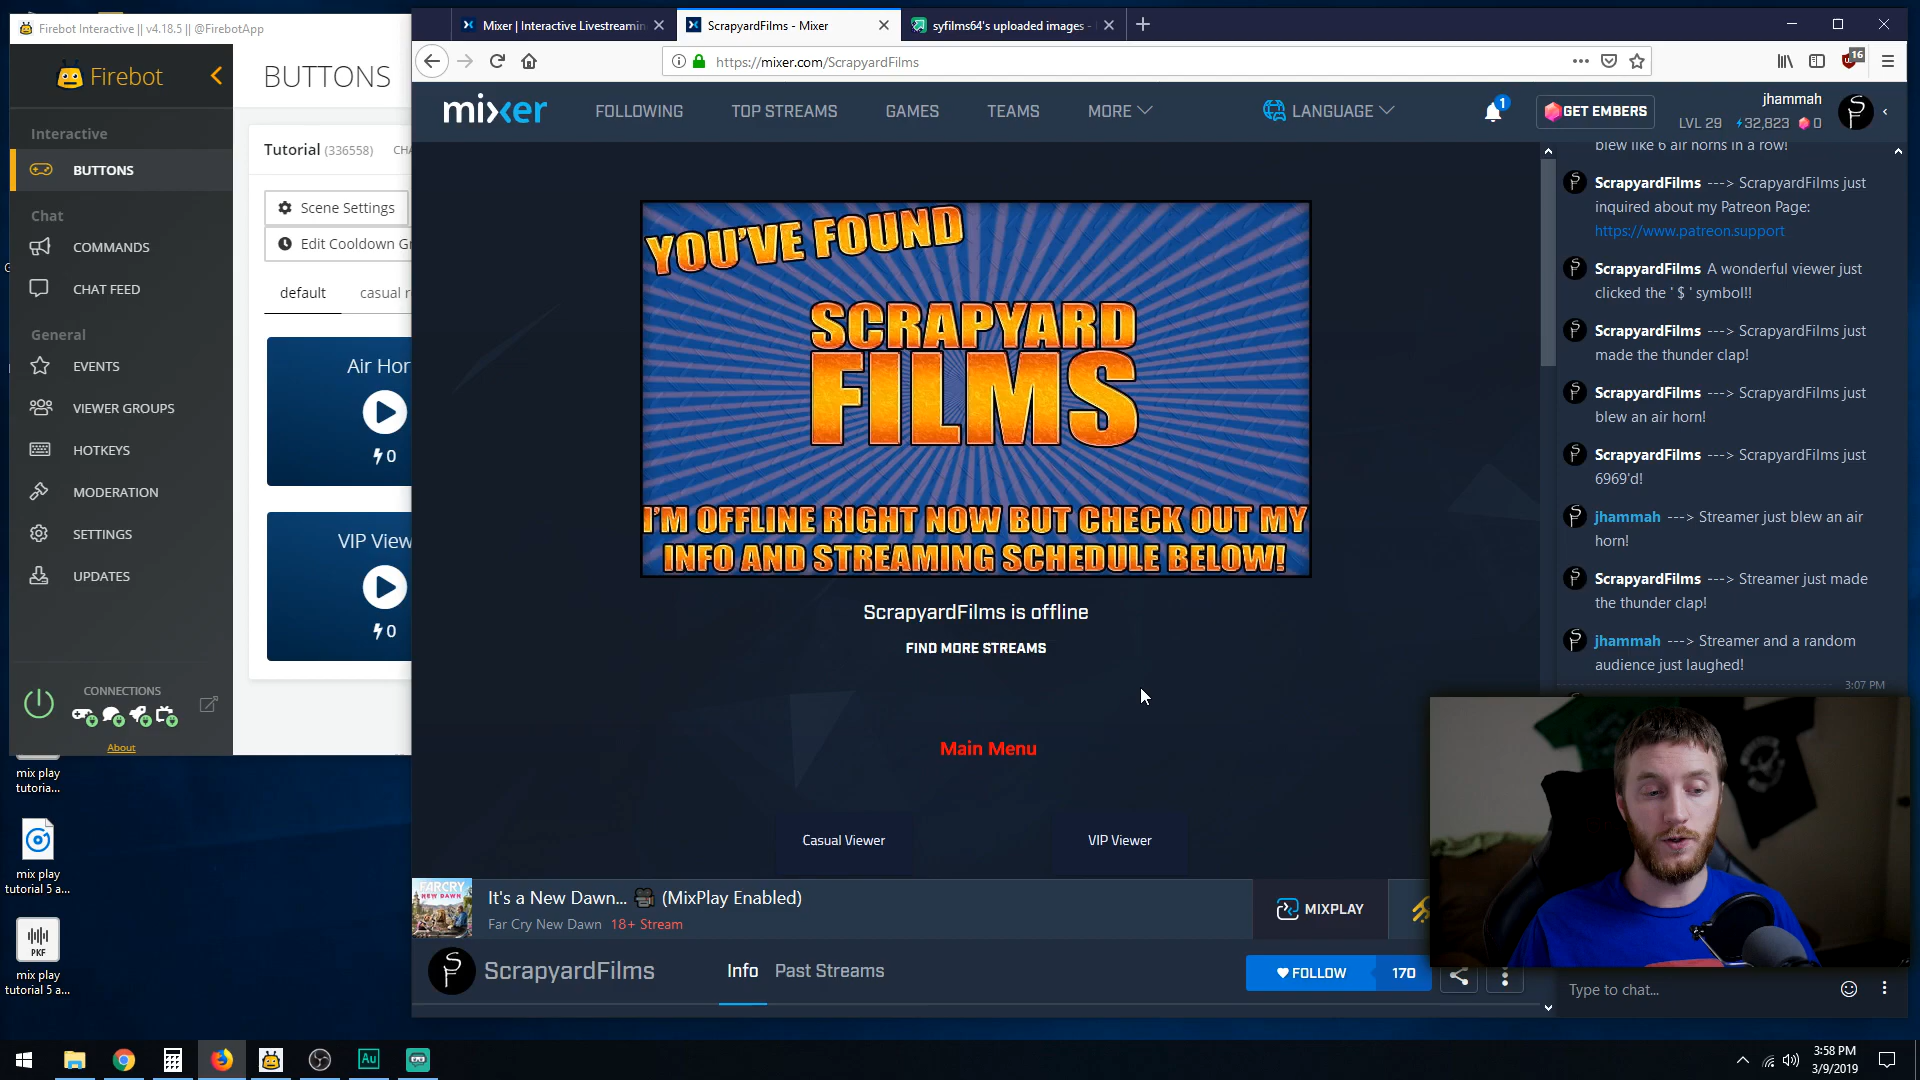 Firebot Interactive || v4.18.5 || @FirebotApp
Firebot
BUTTONS
Interactive
BUTTONS
Chat
COMMANDS
CHAT FEED
General
EVENTS
VIEWER GROUPS
HOTKEYS
MODERATION
SETTINGS
UPDATES
CONNECTIONS
About
Tutorial (336558)
Scene Settings
Edit Cooldown Gr
default
casual r
Air Hor
0
VIP View
0
Mixer | Interactive Livestreamin
ScrapyardFilms - Mixer
syfilms64's uploaded images -
https://mixer.com/ScrapyardFilms
16
mixer
FOLLOWING
TOP STREAMS
GAMES
TEAMS
MORE
LANGUAGE
1
GET EMBERS
jhammah
LVL 29
32,823
0
YOU'VE FOUND
SCRAPYARD
FILMS
I'M OFFLINE RIGHT NOW BUT CHECK OUT MY
INFO AND STREAMING SCHEDULE BELOW!
ScrapyardFilms is offline
FIND MORE STREAMS
Main Menu
Casual Viewer
VIP Viewer
FARCRY
NEW DAWN
It's a New Dawn... (MixPlay Enabled)
Far Cry New Dawn 18+ Stream
MIXPLAY
ScrapyardFilms
Info
Past Streams
FOLLOW
170
blew like 6 air horns in a row!
ScrapyardFilms ---> ScrapyardFilms just
inquired about my Patreon Page:
https://www.patreon.support
ScrapyardFilms A wonderful viewer just
clicked the ' $ ' symbol!!
ScrapyardFilms ---> ScrapyardFilms just
made the thunder clap!
ScrapyardFilms ---> ScrapyardFilms just
blew an air horn!
ScrapyardFilms ---> ScrapyardFilms just
6969'd!
jhammah ---> Streamer just blew an air
horn!
ScrapyardFilms ---> Streamer just made
the thunder clap!
jhammah ---> Streamer and a random
audience just laughed!
3:07 PM
Type to chat...
mix play
tutoria...
mix play
tutorial 5 a...
PKF
mix play
tutorial 5 a...
Au
3:58 PM
3/9/2019